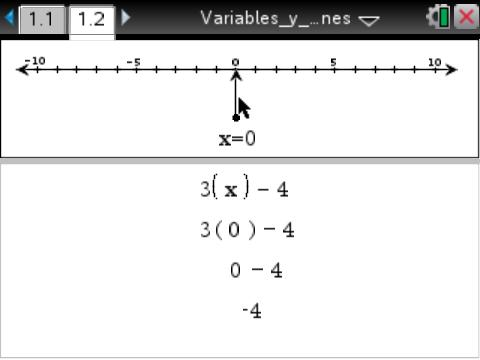 1.1 1.2 Variables_y_...nes
-10 -5 0 5 10
x=0
3(x) - 4
3(0) - 4
0 - 4
-4